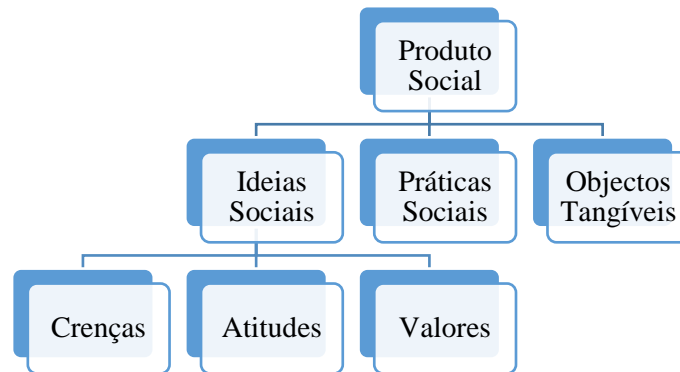 Produto
Social
Ideias
Sociais
Práticas
Sociais
Objectos
Tangíveis
Crenças
Atitudes
Valores